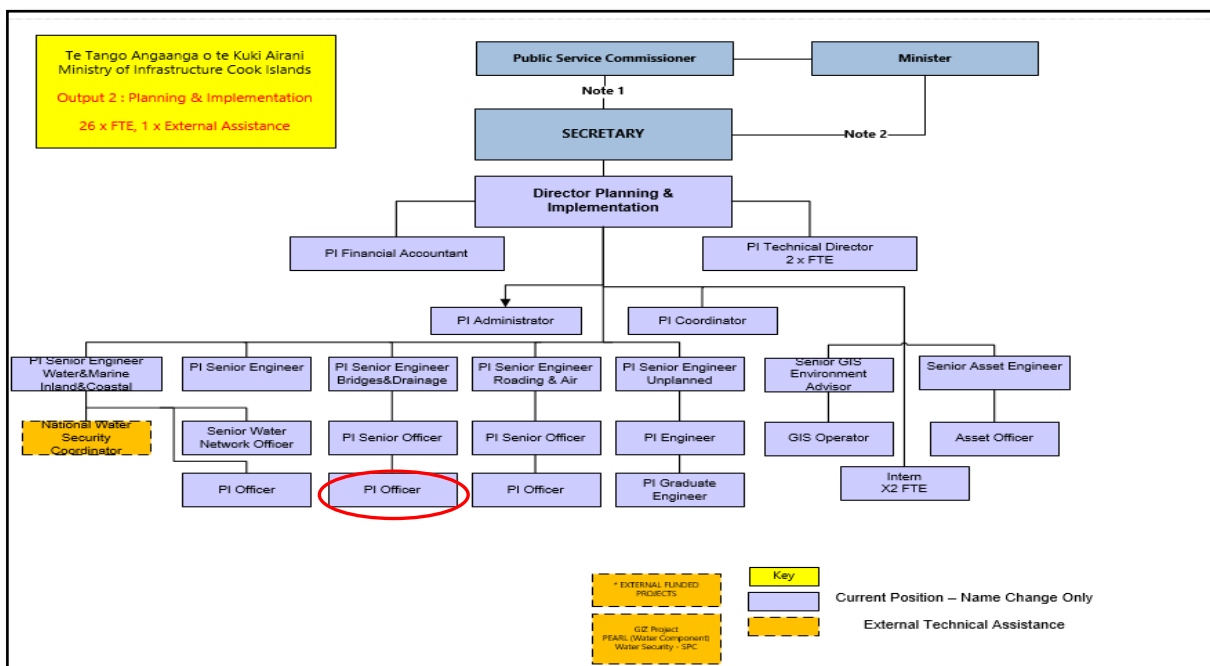 Te Tango Angaanga o te Kuki Airani
Ministry of Infrastructure Cook Islands
Output 2 : Planning & Implementation
26 x FTE, 1 x External Assistance
Public Service Commissioner
Minister
Note 1
SECRETARY
Note 2
Director Planning &
Implementation
PI Financial Accountant
PI Technical Director
2 x FTE
PI Administrator
PI Coordinator
PI Senior Engineer
Water&Marine
Inland&Coastal
PI Senior Engineer
PI Senior Engineer
Bridges&Drainage
PI Senior Engineer
Roading & Air
PI Senior Engineer
Unplanned
Senior GIS
Environment
Advisor
Senior Asset Engineer
National Water
Security
Coordinator
Senior Water
Network Officer
PI Senior Officer
PI Senior Officer
PI Engineer
GIS Operator
Asset Officer
PI Officer
PI Officer
PI Officer
PI Graduate
Engineer
Intern
X2 FTE
* EXTERNAL FUNDED
PROJECTS
GIZ Project
PEARL (Water Component)
Water Security - SPC
Key
Current Position – Name Change Only
External Technical Assistance